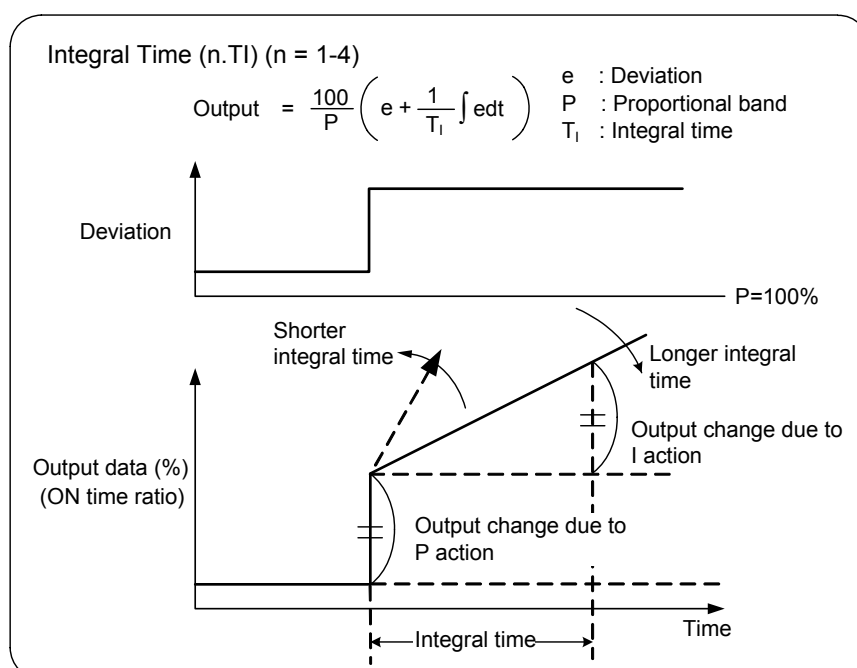 Integral Time (n.TI) (n = 1-4)
Output = 100/P ( e + 1/T_I ∫ edt )
e : Deviation
P : Proportional band
T_I : Integral time
Deviation
P=100%
Shorter
integral time
Longer integral
time
Output change due to
I action
Output data (%)
(ON time ratio)
Output change due to
P action
Time
Integral time